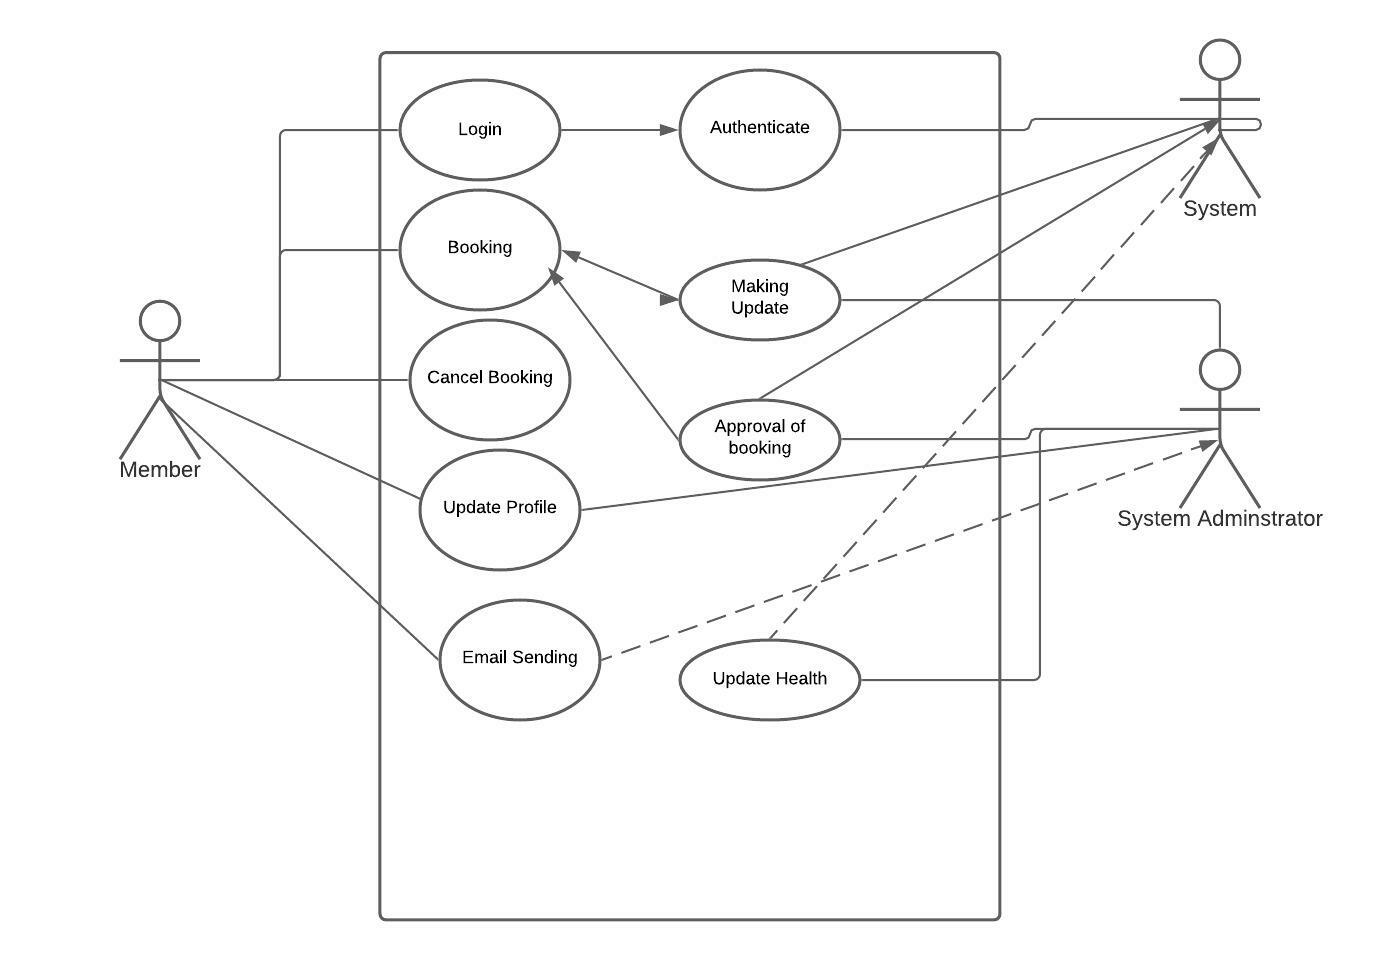 Login
Authenticate
System
Booking
Making
Update
Cancel Booking
Approval of
booking
Member
Update Profile
System Adminstrator
Email Sending
Update Health